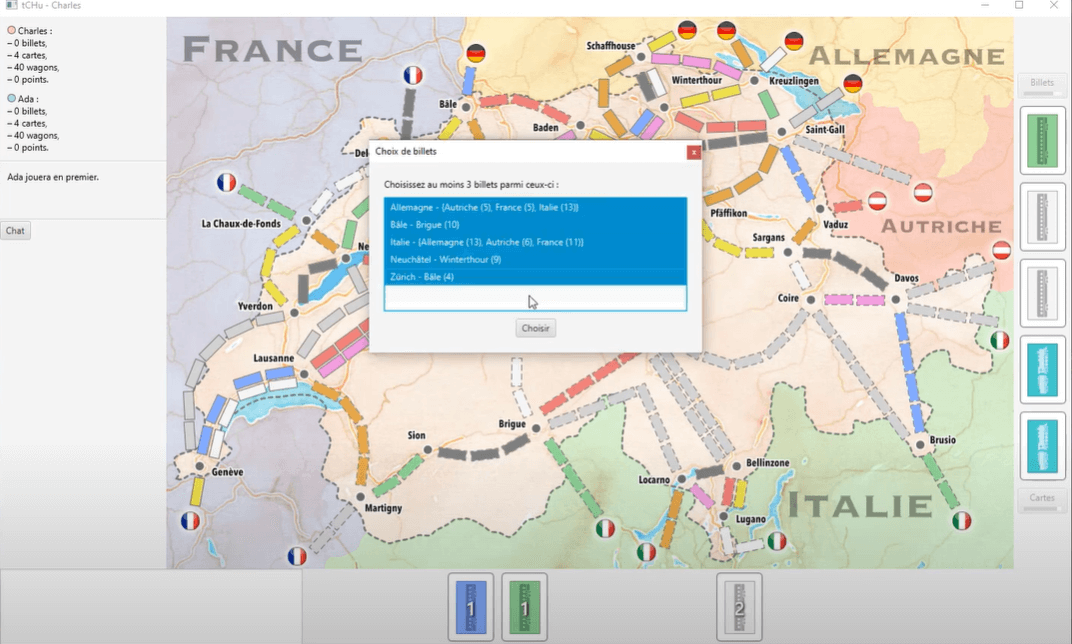 tCHu - Charles
Charles :
– 0 billets,
– 4 cartes,
– 40 wagons,
– 0 points.
Ada :
– 0 billets,
– 4 cartes,
– 40 wagons,
– 0 points.
Ada jouera en premier.
Chat
FRANCE
ALLEMAGNE
Schaffhouse
Winterthour
Kreuzlingen
Bâle
Baden
Saint-Gall
Del
La Chaux-de-Fonds
Ne
Pfäffikon
Vaduz
AUTRICHE
Sargans
Yverdon
Coire
Davos
Lausanne
Brigue
Sion
Brusio
Genève
Locarno
Bellinzone
Martigny
Lugano
ITALIE
Choix de billets
x
Choisissez au moins 3 billets parmi ceux-ci :
Allemagne - {Autriche (5), France (5), Italie (13)}
Bâle - Brigue (10)
Italie - {Allemagne (13), Autriche (6), France (11)}
Neuchâtel - Winterthour (9)
Zürich - Bâle (4)
Choisir
Billets
Cartes
1
1
2